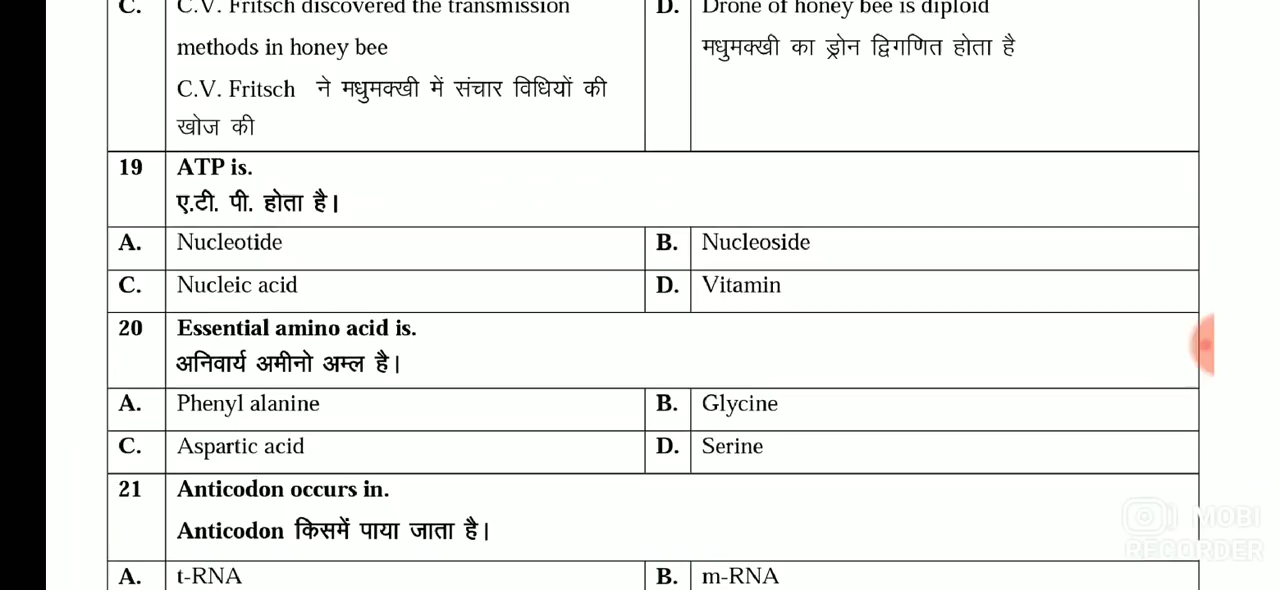 C. C.V. Fritsch discovered the transmission D. Drone of honey bee is diploid
methods in honey bee मधुमक्खी का ड्रोन द्विगणित होता है
C.V. Fritsch ने मधुमक्खी में संचार विधियों की
खोज की
19 ATP is.
ए.टी. पी. होता है।
A. Nucleotide B. Nucleoside
C. Nucleic acid D. Vitamin
20 Essential amino acid is.
अनिवार्य अमीनो अम्ल है।
A. Phenyl alanine B. Glycine
C. Aspartic acid D. Serine
21 Anticodon occurs in.
Anticodon किसमें पाया जाता है।
MOBI
RECORDER
A. t-RNA B. m-RNA